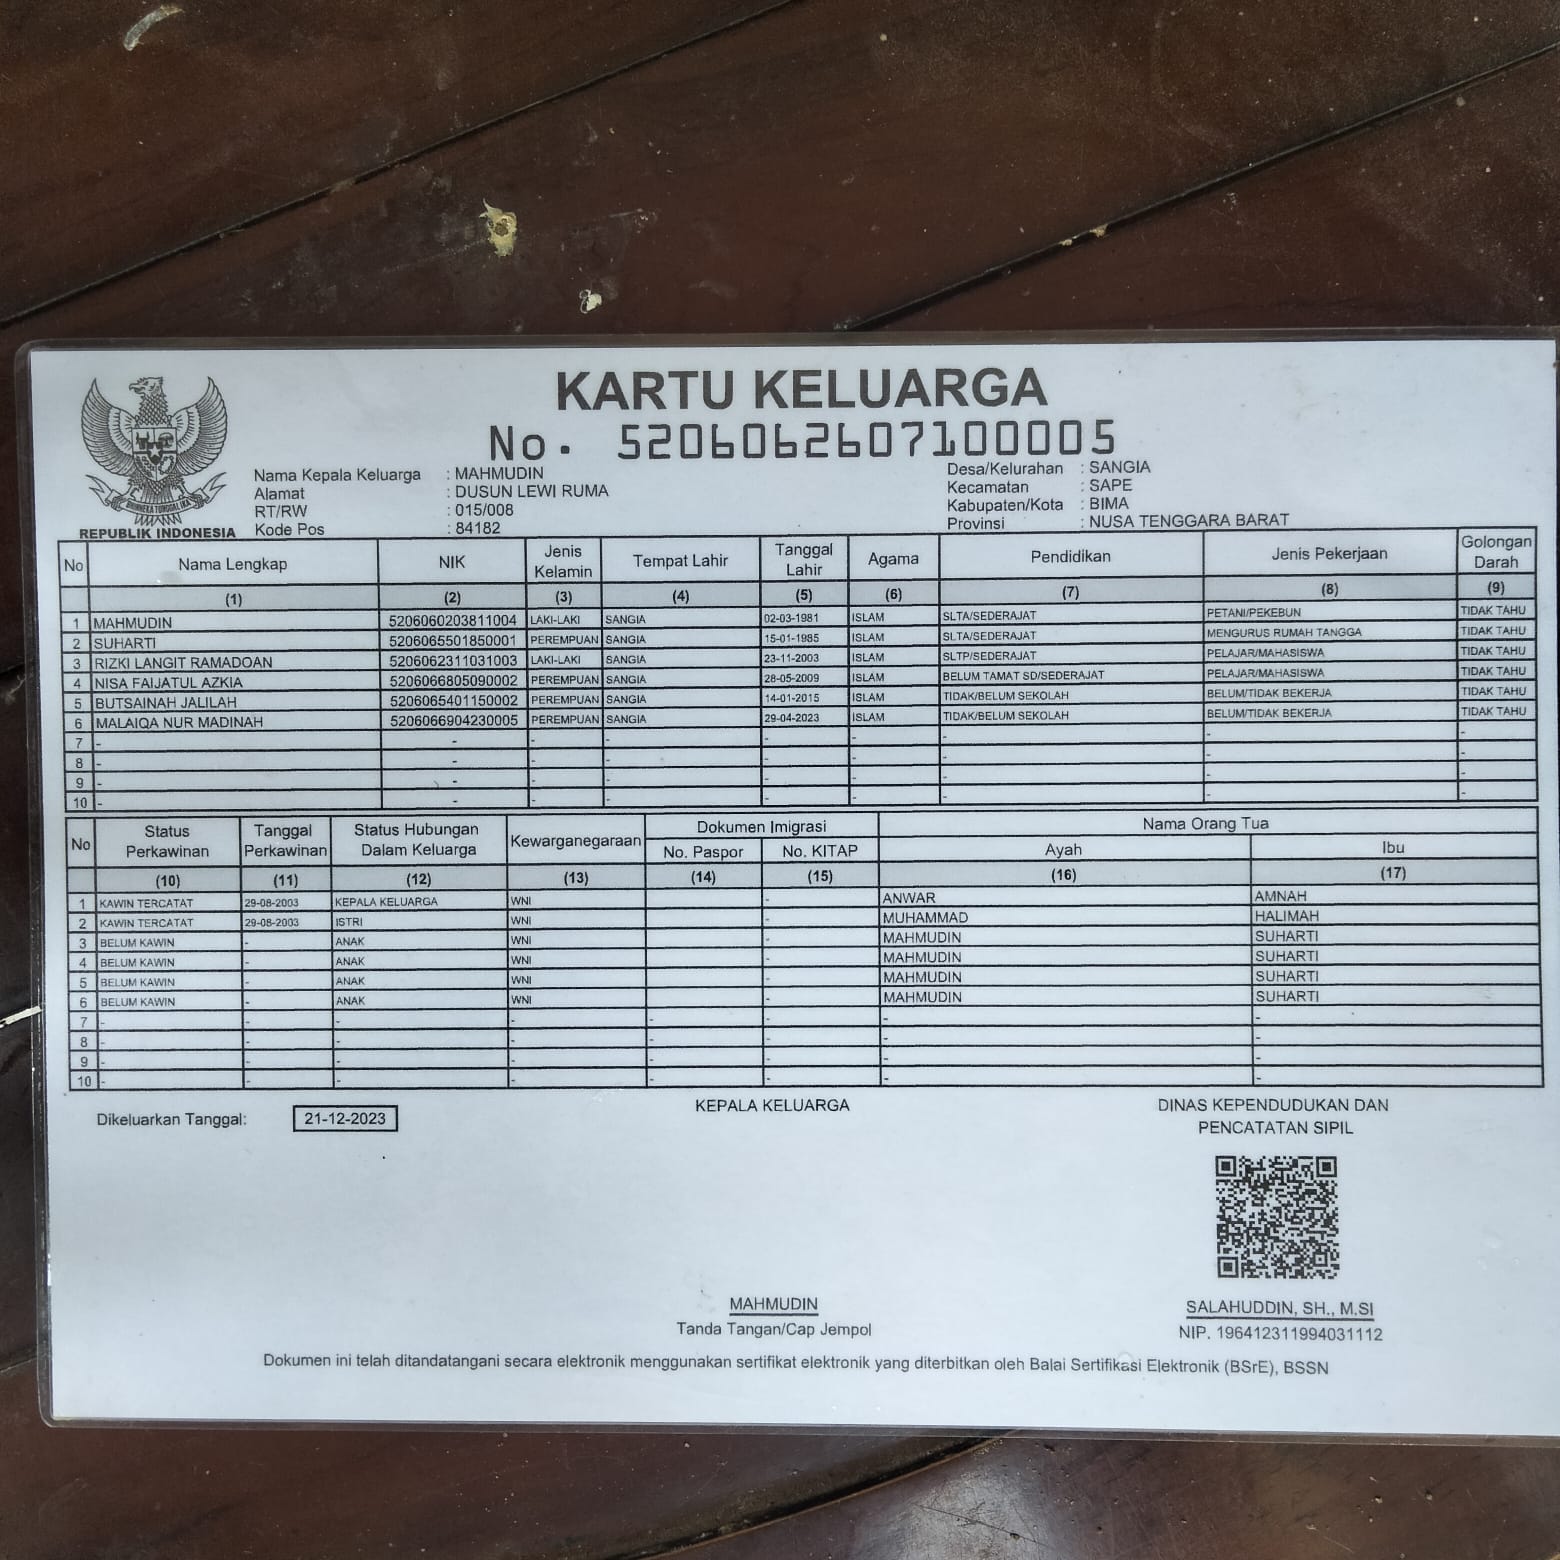 KARTU KELUARGA
No. 5206062607100005
Nama Kepala Keluarga : MAHMUDIN
Alamat : DUSUN LEWI RUMA
RT/RW : 015/008
Kode Pos : 84182
Desa/Kelurahan : SANGIA
Kecamatan : SAPE
Kabupaten/Kota : BIMA
Provinsi : NUSA TENGGARA BARAT
BHINNEKA TUNGGAL IKA
REPUBLIK INDONESIA
No Nama Lengkap NIK Jenis Kelamin Tempat Lahir Tanggal Lahir Agama Pendidikan Jenis Pekerjaan Golongan Darah
(1) (2) (3) (4) (5) (6) (7) (8) (9)
1 MAHMUDIN 5206060203811004 LAKI-LAKI SANGIA 02-03-1981 ISLAM SLTA/SEDERAJAT PETANI/PEKEBUN TIDAK TAHU
2 SUHARTI 5206065501850001 PEREMPUAN SANGIA 15-01-1985 ISLAM SLTA/SEDERAJAT MENGURUS RUMAH TANGGA TIDAK TAHU
3 RIZKI LANGIT RAMADOAN 5206062311031003 LAKI-LAKI SANGIA 23-11-2003 ISLAM SLTP/SEDERAJAT PELAJAR/MAHASISWA TIDAK TAHU
4 NISA FAIJATUL AZKIA 5206066805090002 PEREMPUAN SANGIA 28-05-2009 ISLAM BELUM TAMAT SD/SEDERAJAT PELAJAR/MAHASISWA TIDAK TAHU
5 BUTSAINAH JALILAH 5206065401150002 PEREMPUAN SANGIA 14-01-2015 ISLAM TIDAK/BELUM SEKOLAH BELUM/TIDAK BEKERJA TIDAK TAHU
6 MALAIQA NUR MADINAH 5206066904230005 PEREMPUAN SANGIA 29-04-2023 ISLAM TIDAK/BELUM SEKOLAH BELUM/TIDAK BEKERJA TIDAK TAHU
7 - - - - - - - - -
8 - - - - - - - - -
9 - - - - - - - - -
10 - - - - - - - - -
No Status Perkawinan Tanggal Perkawinan Status Hubungan Dalam Keluarga Kewarganegaraan Dokumen Imigrasi Nama Orang Tua
No. Paspor No. KITAP Ayah Ibu
(10) (11) (12) (13) (14) (15) (16) (17)
1 KAWIN TERCATAT 29-08-2003 KEPALA KELUARGA WNI - ANWAR AMNAH
2 KAWIN TERCATAT 29-08-2003 ISTRI WNI - MUHAMMAD HALIMAH
3 BELUM KAWIN - ANAK WNI - MAHMUDIN SUHARTI
4 BELUM KAWIN - ANAK WNI - MAHMUDIN SUHARTI
5 BELUM KAWIN - ANAK WNI - MAHMUDIN SUHARTI
6 BELUM KAWIN - ANAK WNI - MAHMUDIN SUHARTI
7 - - - - - - - -
8 - - - - - - - -
9 - - - - - - - -
10 - - - - - - - -
Dikeluarkan Tanggal: 21-12-2023
KEPALA KELUARGA
MAHMUDIN
Tanda Tangan/Cap Jempol
DINAS KEPENDUDUKAN DAN
PENCATATAN SIPIL
SALAHUDDIN, SH., M.SI
NIP. 196412311994031112
Dokumen ini telah ditandatangani secara elektronik menggunakan sertifikat elektronik yang diterbitkan oleh Balai Sertifikasi Elektronik (BSrE), BSSN